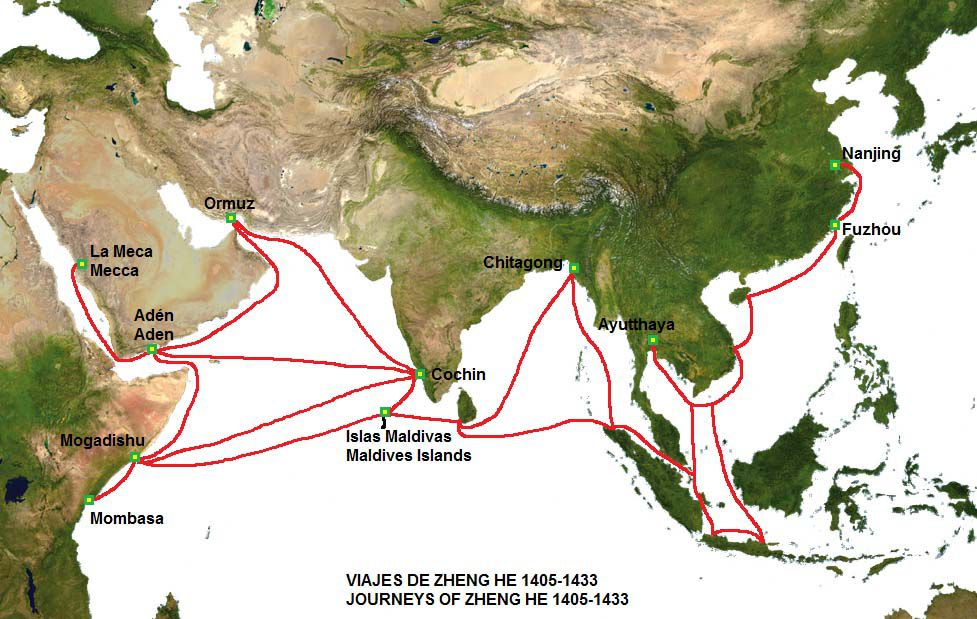 Nanjing
Ormuz
Fuzhou
La Meca
Mecca
Chitagong
Adén
Aden
Ayutthaya
Cochin
Islas Maldivas
Maldives Islands
Mogadishu
Mombasa
VIAJES DE ZHENG HE 1405-1433
JOURNEYS OF ZHENG HE 1405-1433